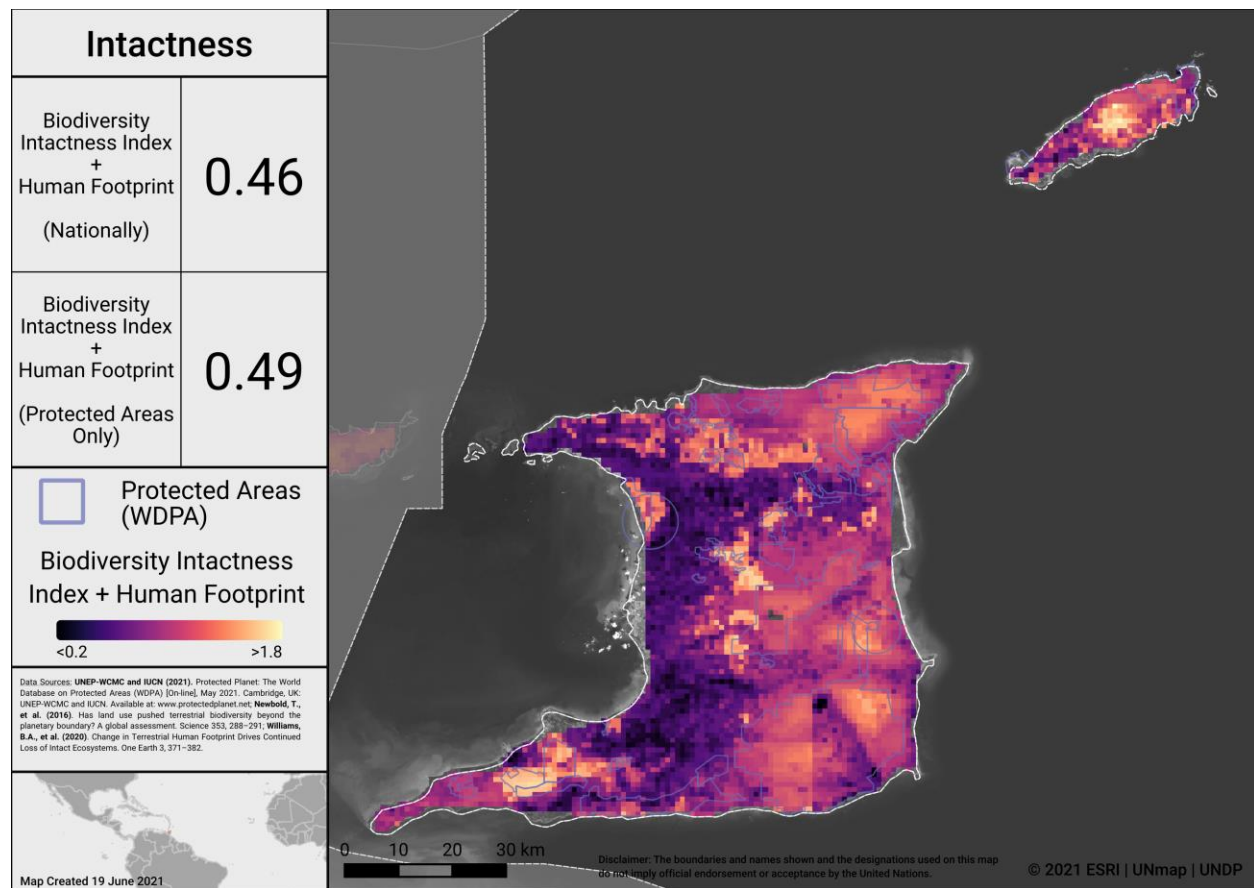 Intactness
Biodiversity
Intactness Index
+
Human Footprint
(Nationally)
0.46
Biodiversity
Intactness Index
+
Human Footprint
(Protected Areas
Only)
0.49
Protected Areas
(WDPA)
Biodiversity Intactness
Index + Human Footprint
<0.2
>1.8
Data Sources: UNEP-WCMC and IUCN (2021). Protected Planet: The World
Database on Protected Areas (WDPA) [On-line], May 2021. Cambridge, UK:
UNEP-WCMC and IUCN. Available at: www.protectedplanet.net; Newbold, T.,
et al. (2016). Has land use pushed terrestrial biodiversity beyond the
planetary boundary? A global assessment. Science 353, 288–291; Williams,
B.A., et al. (2020). Change in Terrestrial Human Footprint Drives Continued
Loss of Intact Ecosystems. One Earth 3, 371–382.
Map Created 19 June 2021
0 10 20 30 km
Disclaimer: The boundaries and names shown and the designations used on this map
do not imply official endorsement or acceptance by the United Nations.
© 2021 ESRI | UNmap | UNDP